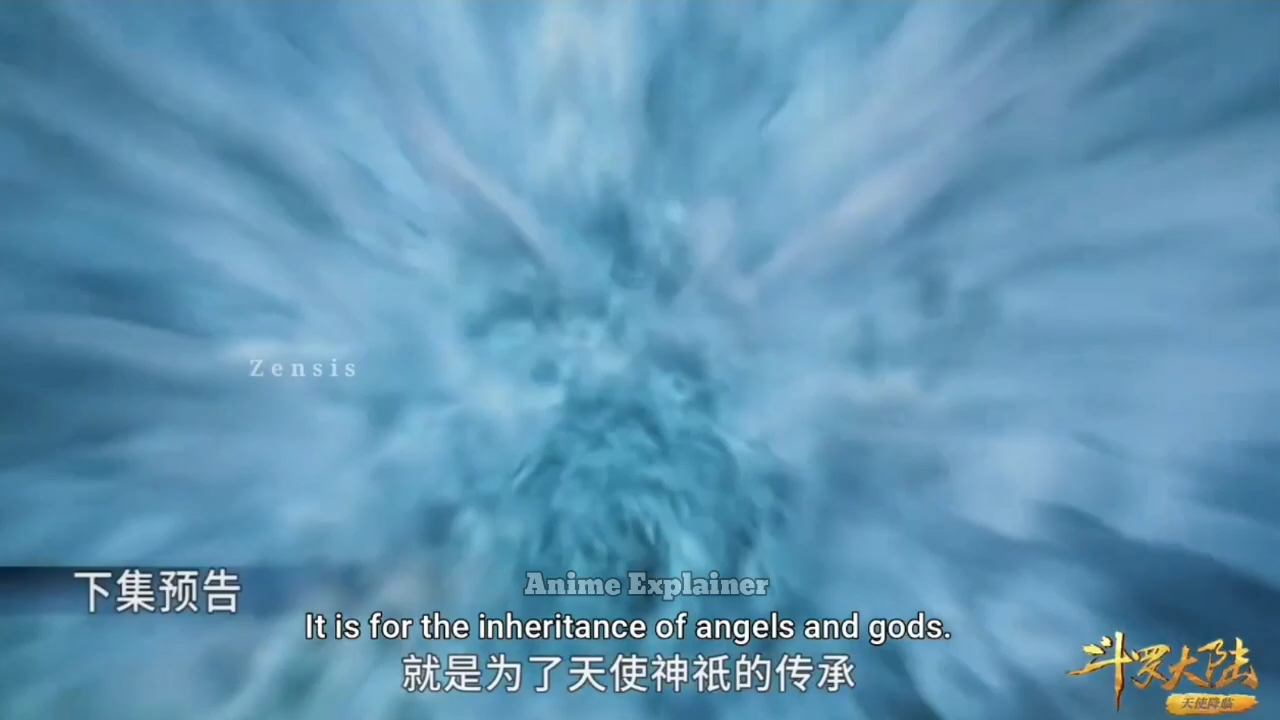 Zensis
下集预告
Anime Explainer
It is for the inheritance of angels and gods.
就是为了天使神祇的传承
斗罗大陆
天使降临